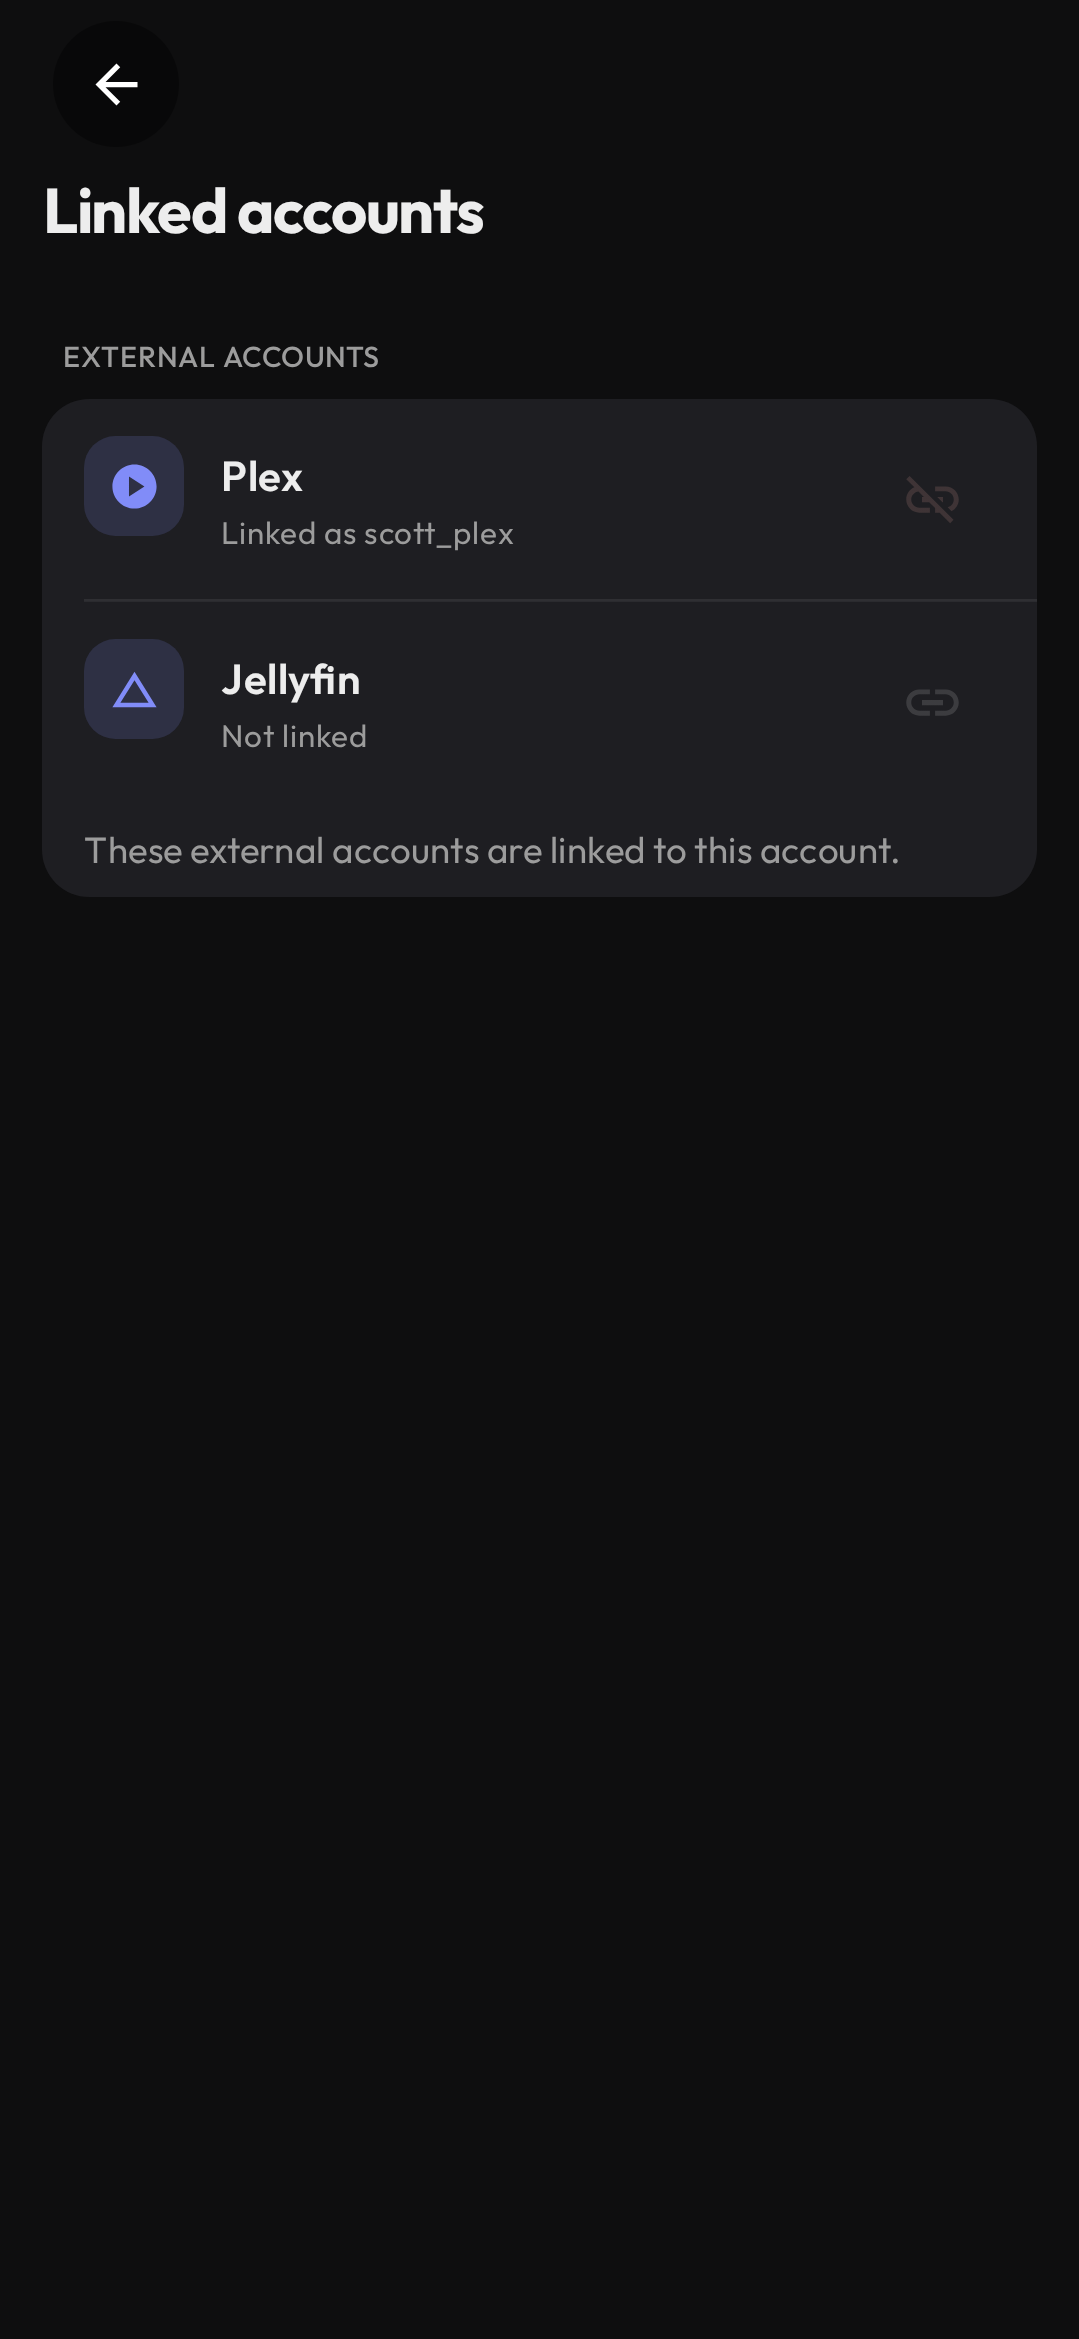 Linked accounts
EXTERNAL ACCOUNTS
Plex
Linked as scott_plex
Jellyfin
Not linked
These external accounts are linked to this account.